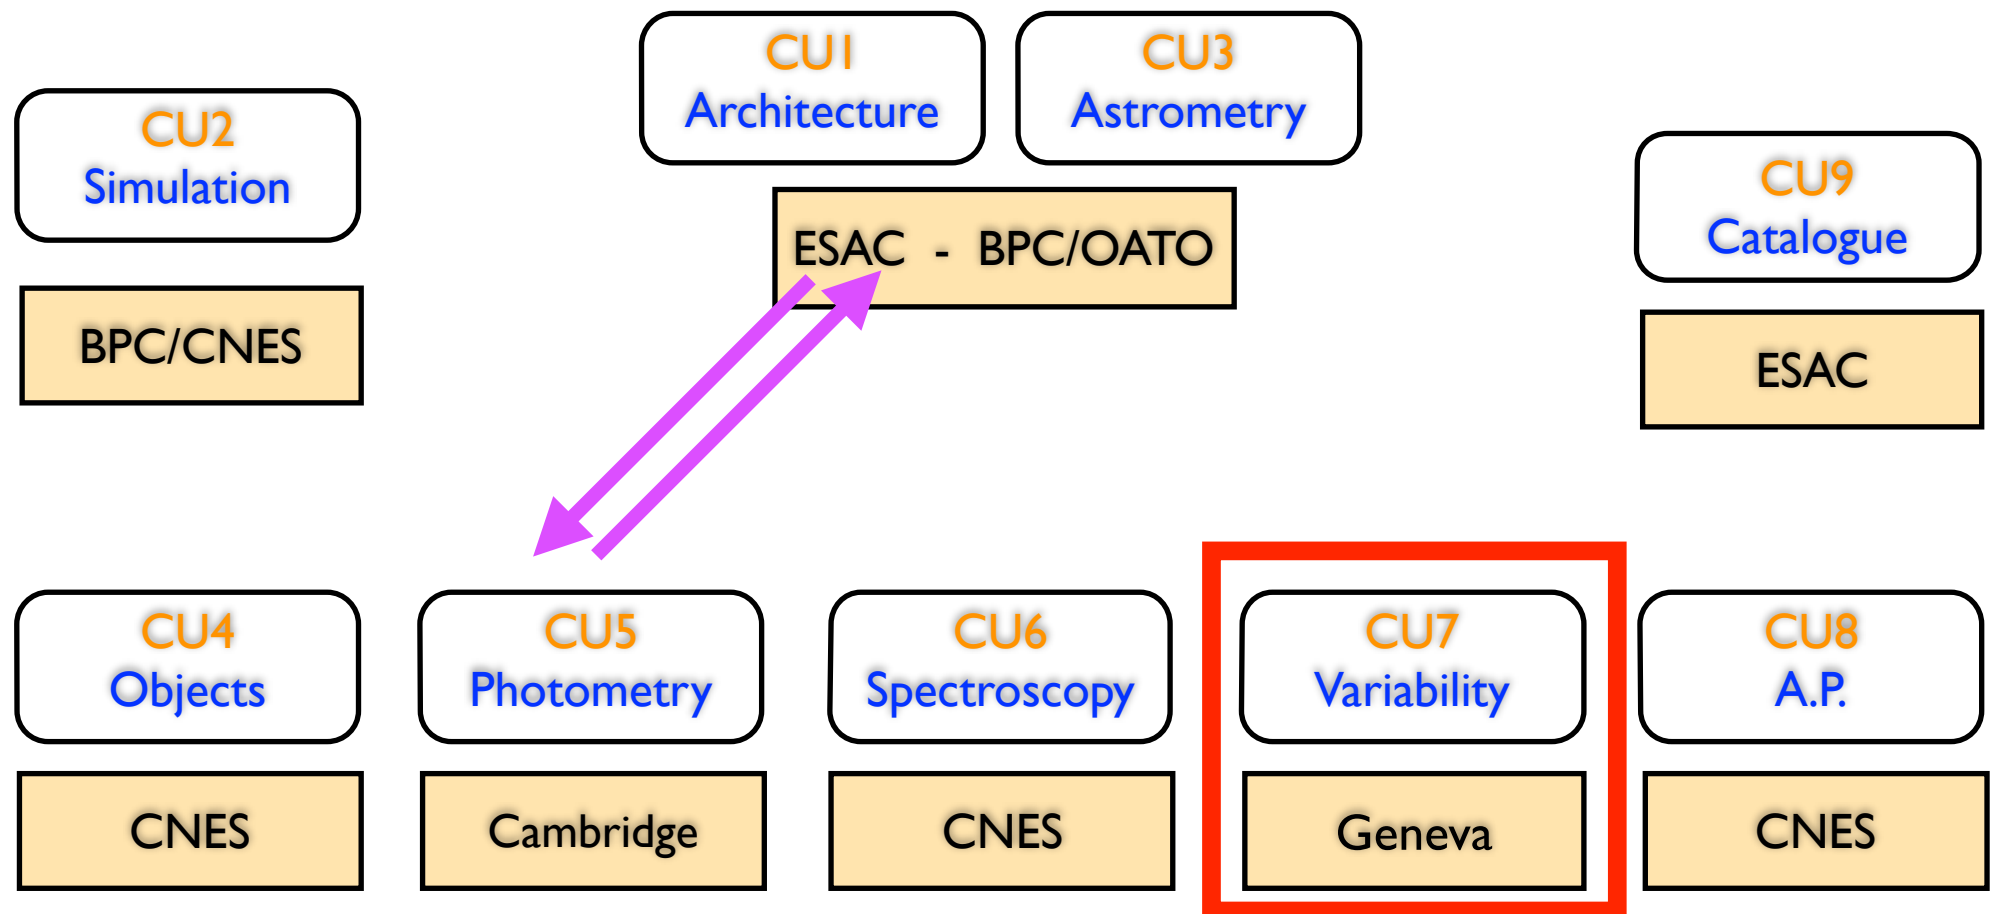 CU1
Architecture
CU3
Astrometry
CU2
Simulation
CU9
Catalogue
ESAC - BPC/OATO
BPC/CNES
ESAC
CU4
Objects
CU5
Photometry
CU6
Spectroscopy
CU7
Variability
CU8
A.P.
CNES
Cambridge
CNES
Geneva
CNES